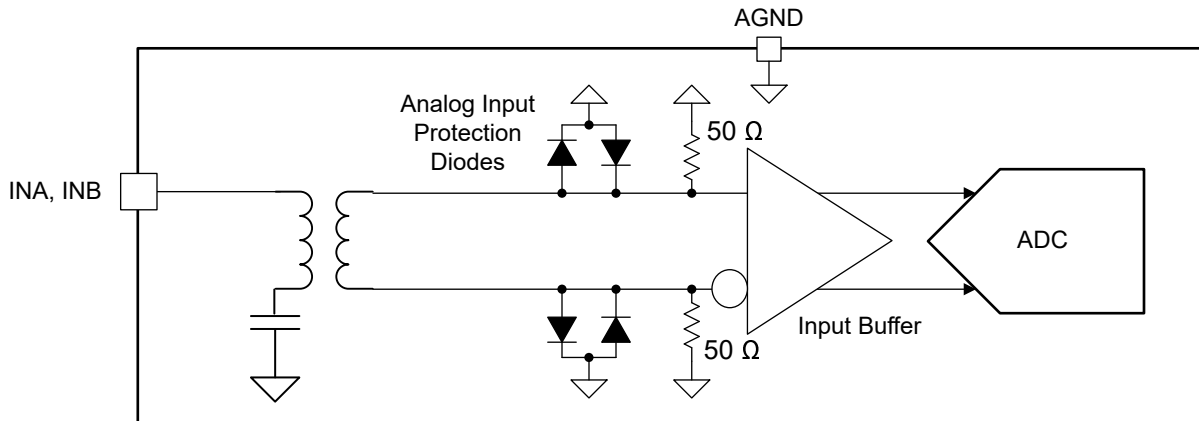 AGND
Analog Input
Protection
Diodes
50 Ω
INA, INB
ADC
Input Buffer
50 Ω